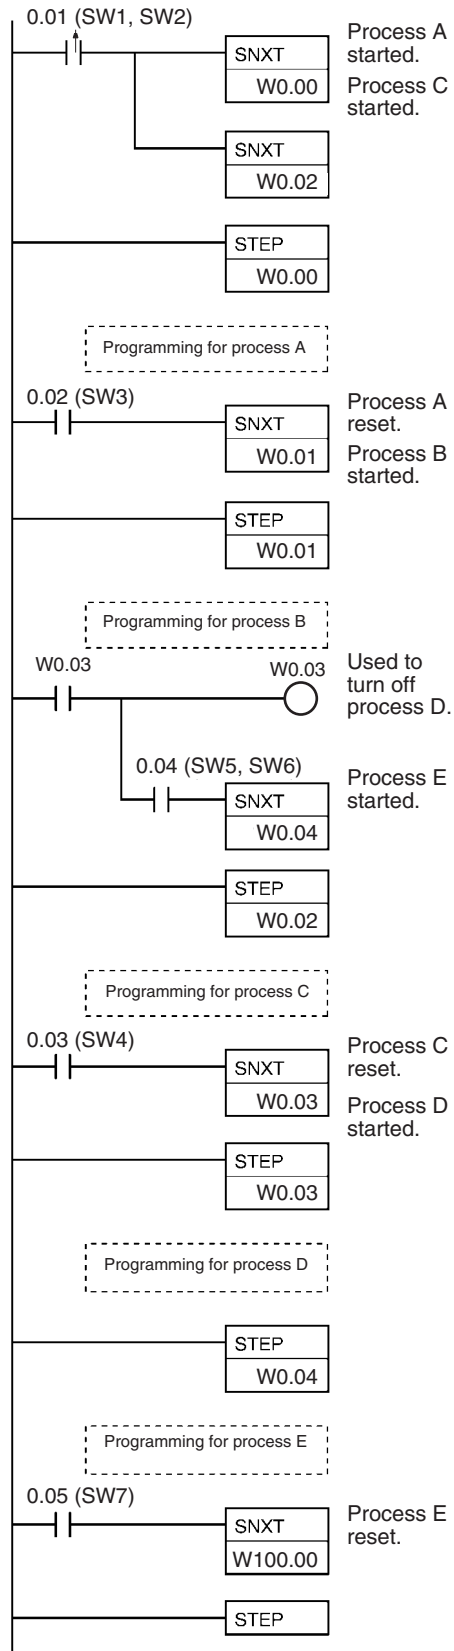 0.01 (SW1, SW2)
SNXT
W0.00
Process A
started.
Process C
started.
SNXT
W0.02
STEP
W0.00
Programming for process A
0.02 (SW3)
SNXT
W0.01
Process A
reset.
Process B
started.
STEP
W0.01
Programming for process B
W0.03
W0.03
Used to
turn off
process D.
0.04 (SW5, SW6)
SNXT
W0.04
Process E
started.
STEP
W0.02
Programming for process C
0.03 (SW4)
SNXT
W0.03
Process C
reset.
Process D
started.
STEP
W0.03
Programming for process D
STEP
W0.04
Programming for process E
0.05 (SW7)
SNXT
W100.00
Process E
reset.
STEP